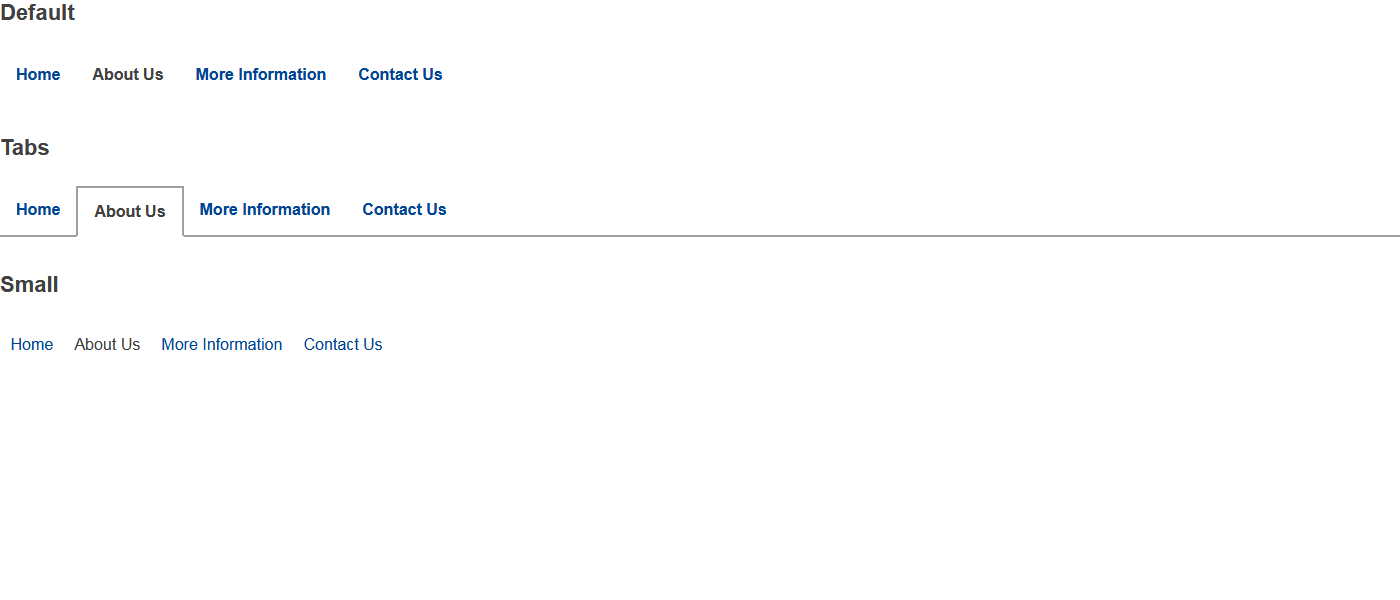 Default
Home About Us More Information Contact Us
Tabs
Home About Us More Information Contact Us
Small
Home About Us More Information Contact Us